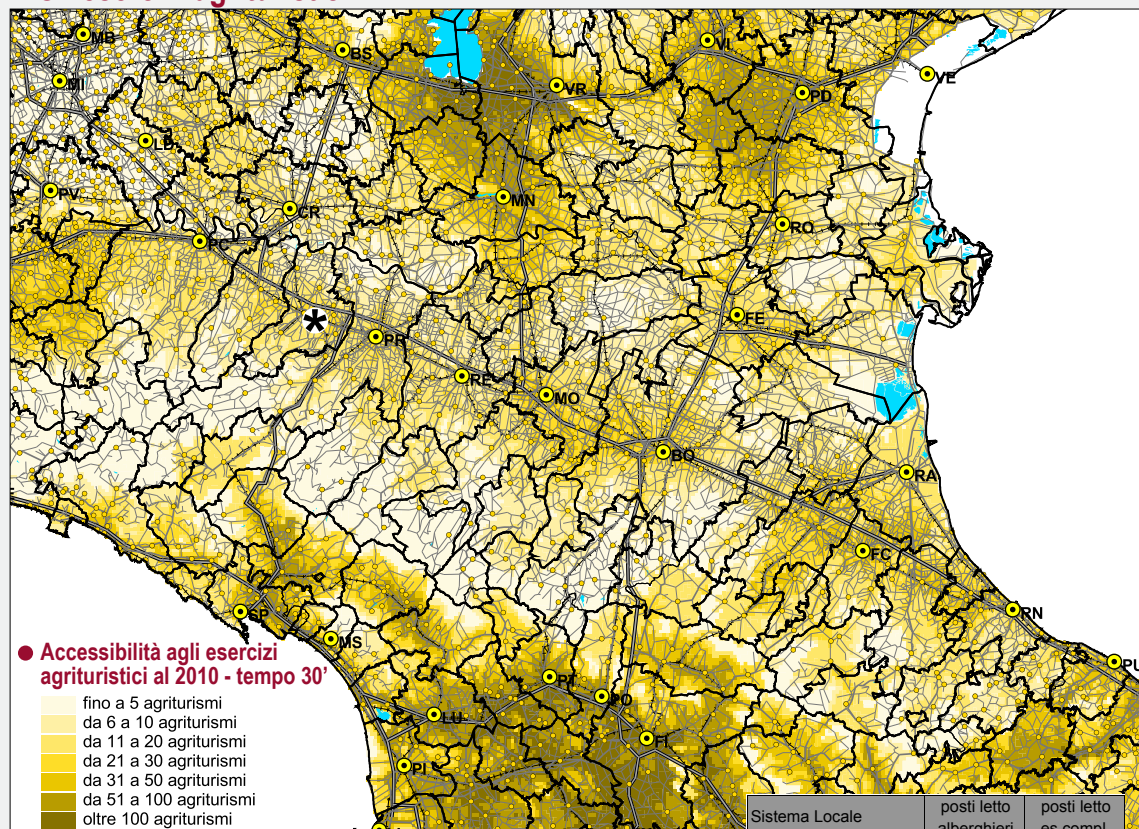 MB
BS
VI
MI
VR
VE
PD
PV
MN
CR
RO
PC
*
FE
PR
RE
MO
BO
RA
FC
SP
RN
MS
PU
PT
PO
LU
FI
PI
Accessibilità agli esercizi
agrituristici al 2010 - tempo 30'
fino a 5 agriturismi
da 6 a 10 agriturismi
da 11 a 20 agriturismi
da 21 a 30 agriturismi
da 31 a 50 agriturismi
da 51 a 100 agriturismi
oltre 100 agriturismi
Sistema Locale
posti letto
alberghieri
posti letto
es.compl.